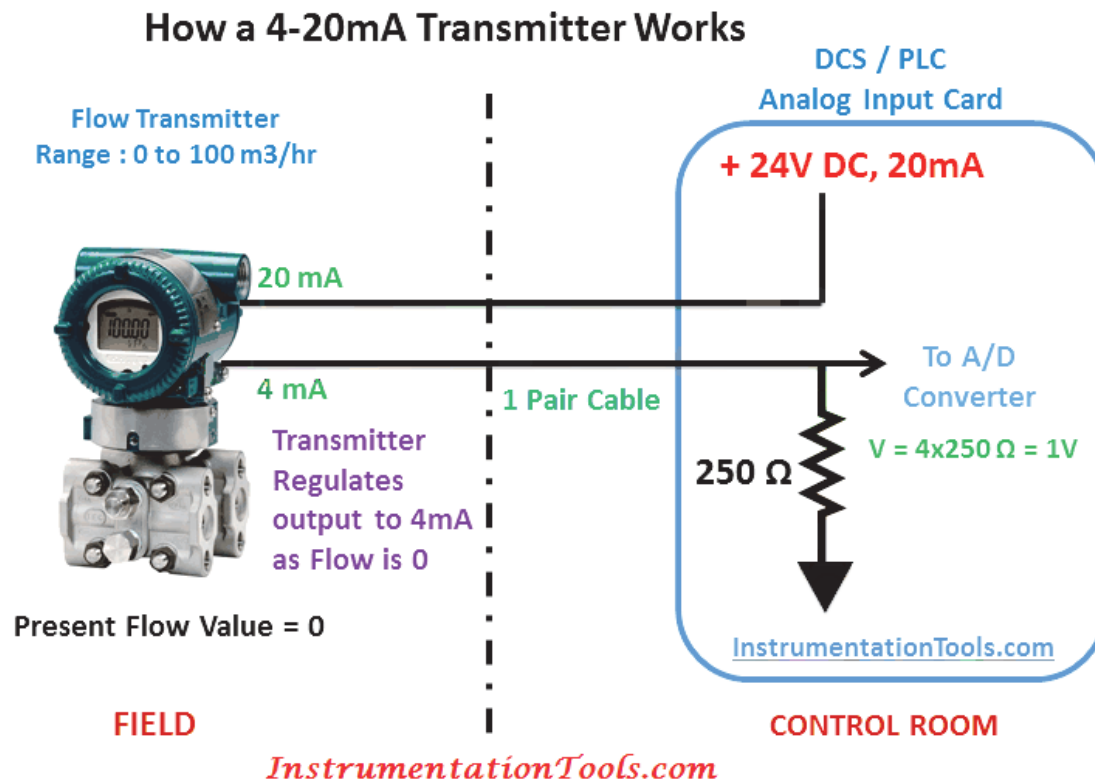 How a 4-20mA Transmitter Works
Flow Transmitter
Range : 0 to 100 m3/hr
DCS / PLC
Analog Input Card
+ 24V DC, 20mA
20 mA
100.00
4 mA
1 Pair Cable
To A/D
Converter
V = 4x250 Ω = 1V
250 Ω
Transmitter
Regulates
output to 4mA
as Flow is 0
Present Flow Value = 0
InstrumentationTools.com
FIELD
CONTROL ROOM
InstrumentationTools.com